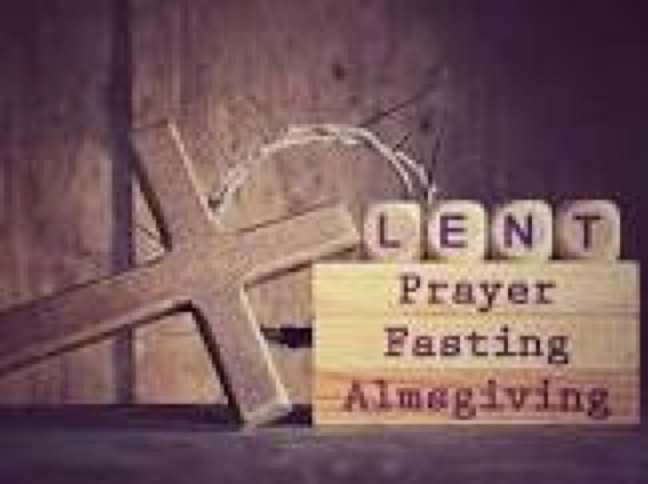 LENT
Prayer
Fasting
Almsgiving